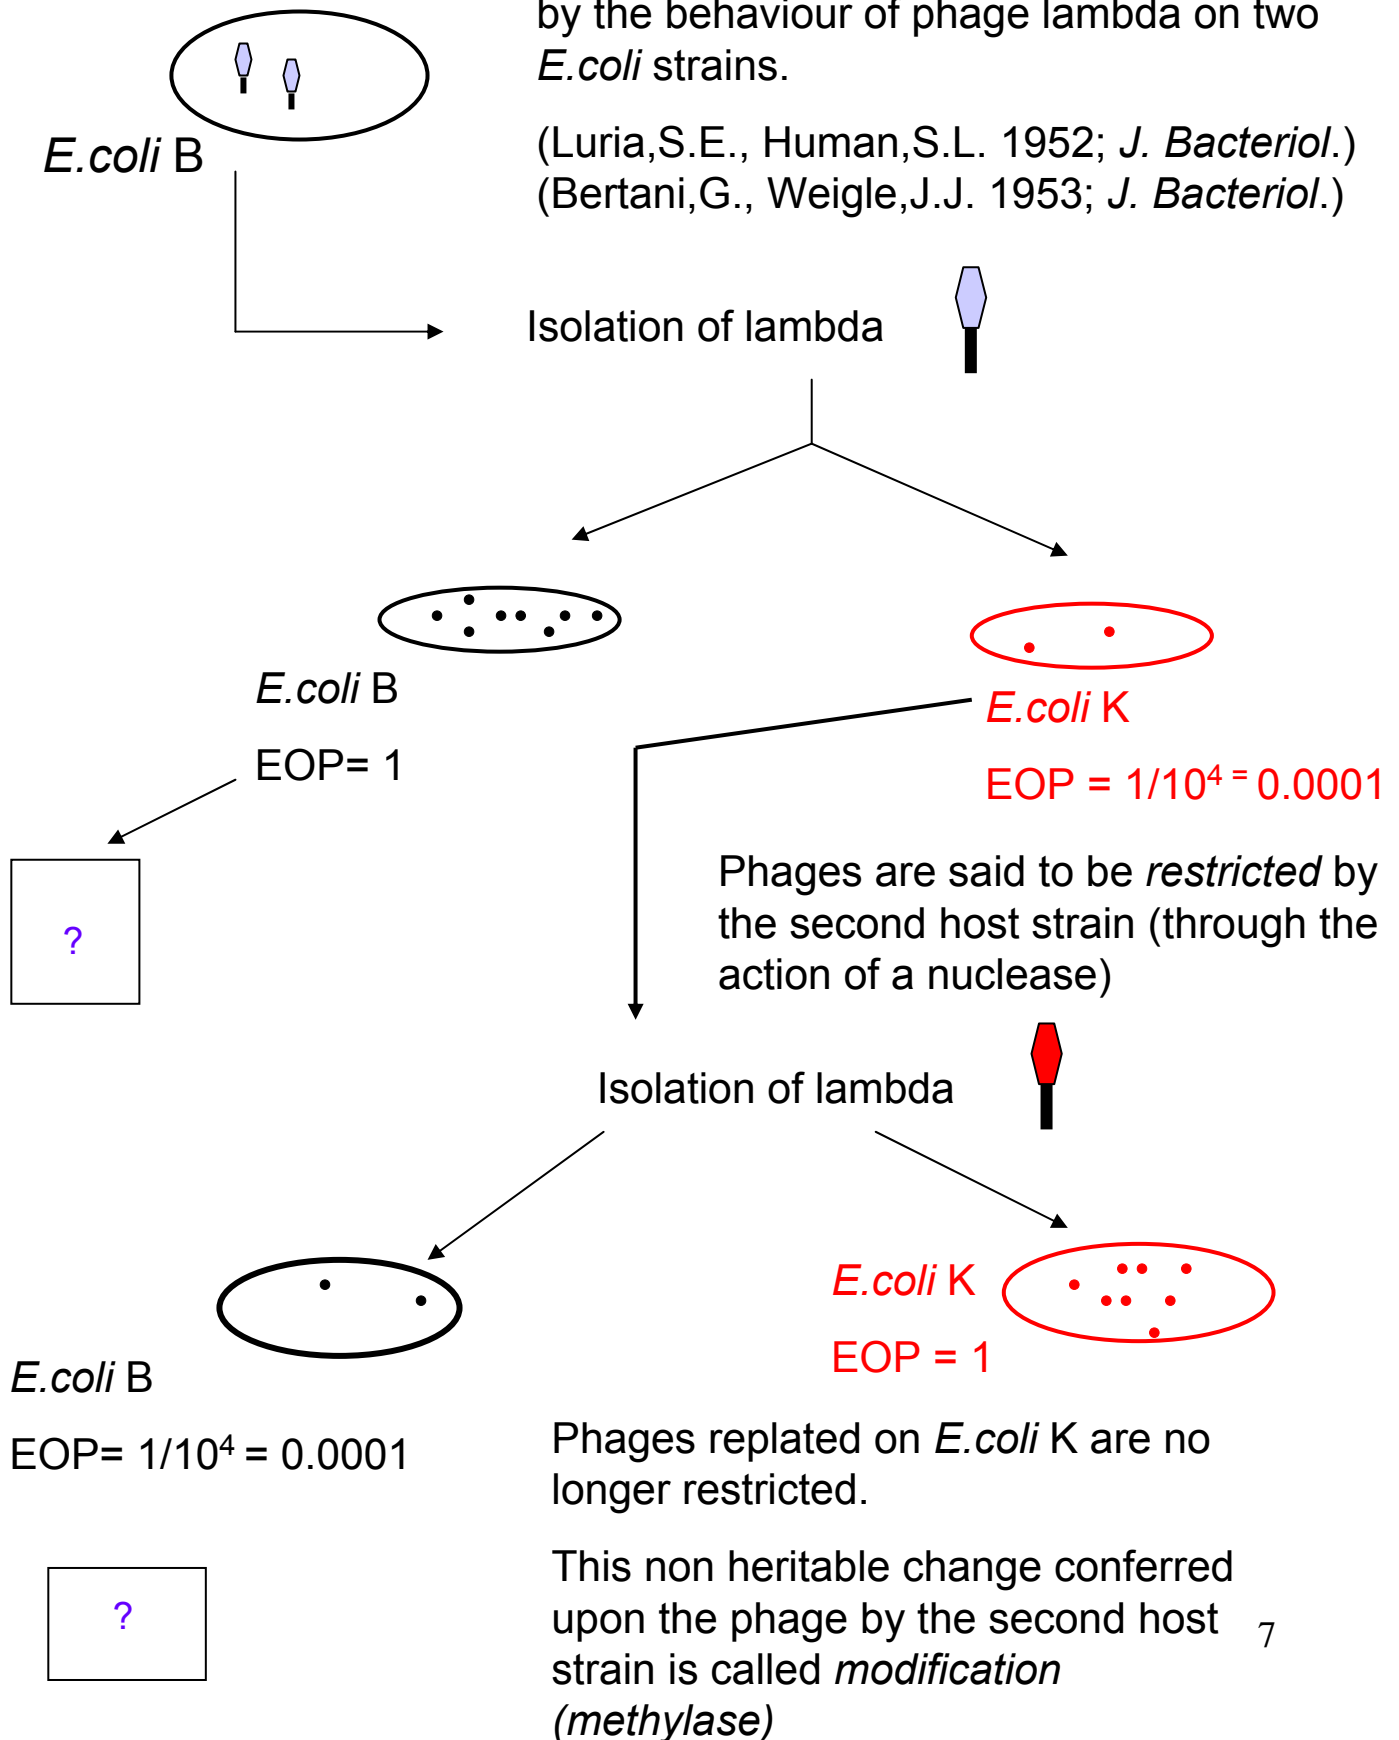 by the behaviour of phage lambda on two
E.coli strains.
E.coli B
(Luria,S.E., Human,S.L. 1952; J. Bacteriol.)
(Bertani,G., Weigle,J.J. 1953; J. Bacteriol.)
Isolation of lambda
E.coli B
EOP= 1
E.coli K
EOP = 1/10⁴ ⁼ 0.0001
?
Phages are said to be restricted by
the second host strain (through the
action of a nuclease)
Isolation of lambda
E.coli K
EOP = 1
E.coli B
EOP= 1/10⁴ = 0.0001
Phages replated on E.coli K are no
longer restricted.
?
This non heritable change conferred
upon the phage by the second host
strain is called modification
(methylase)
7